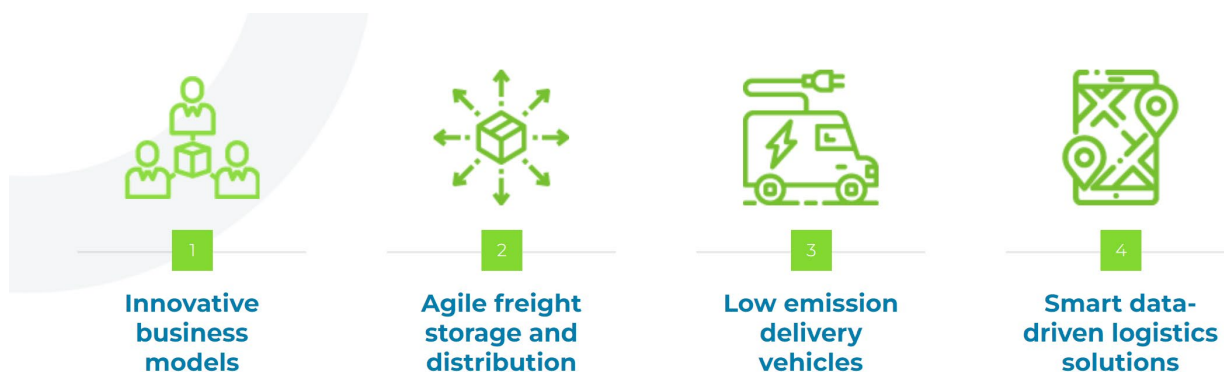 1
Innovative
business
models
2
Agile freight
storage and
distribution
3
Low emission
delivery
vehicles
4
Smart data-
driven logistics
solutions